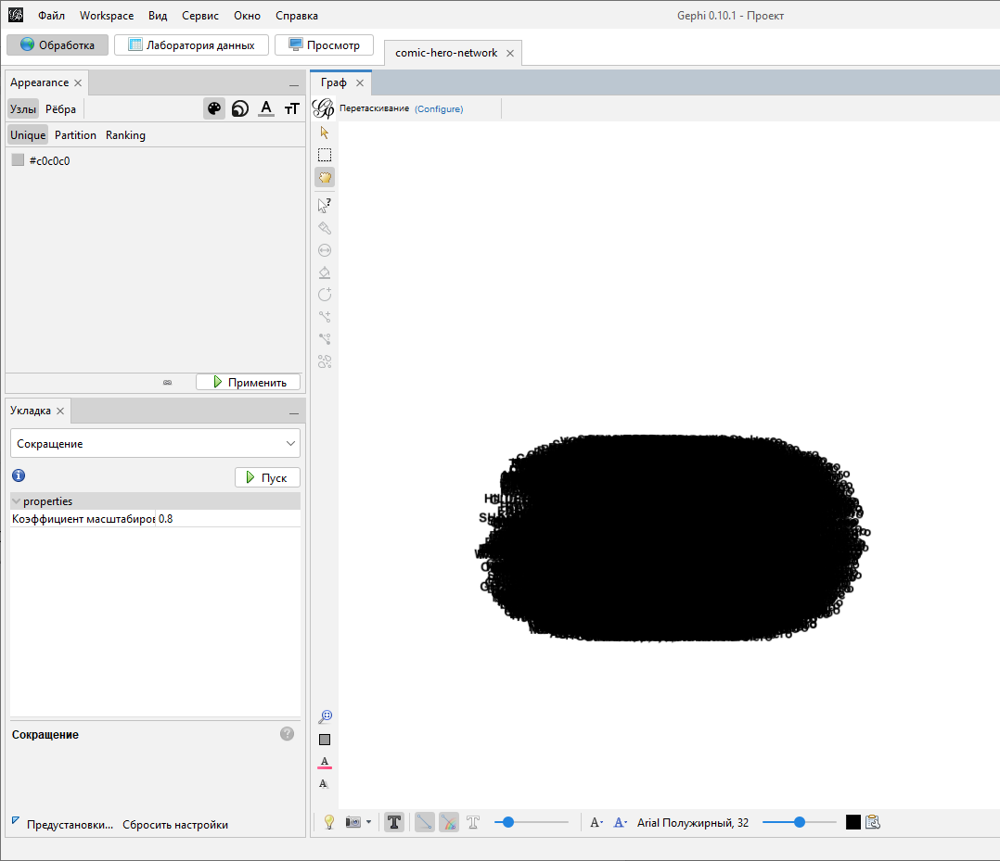 Файл Workspace Вид Сервис Окно Справка
Gephi 0.10.1 - Проект
Обработка Лаборатория данных Просмотр
comic-hero-network
Appearance
Узлы Рёбра
Unique Partition Ranking
#c0c0c0
Применить
Укладка
Сокращение
Пуск
properties
Коэффициент масштабиров 0.8
Сокращение
Предустановки... Сбросить настройки
Граф
Перетаскивание (Configure)
Arial Полужирный, 32